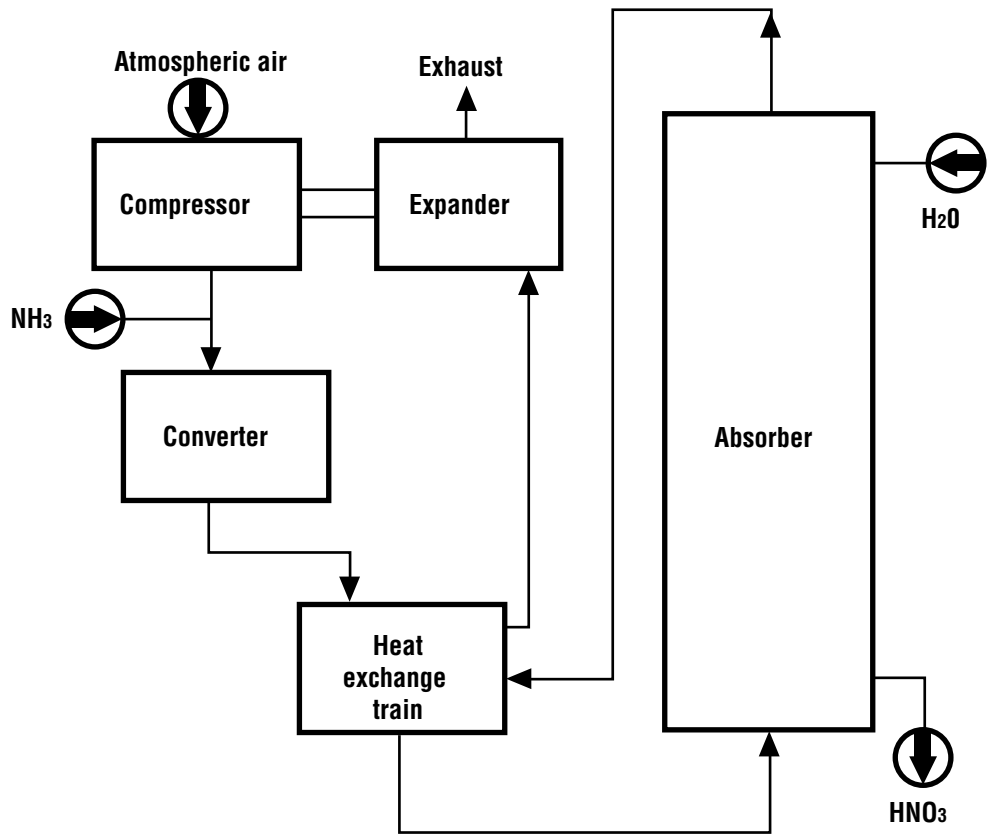 Atmospheric air
Exhaust
Compressor
Expander
H2O
NH3
Converter
Absorber
Heat
exchange
train
HNO3